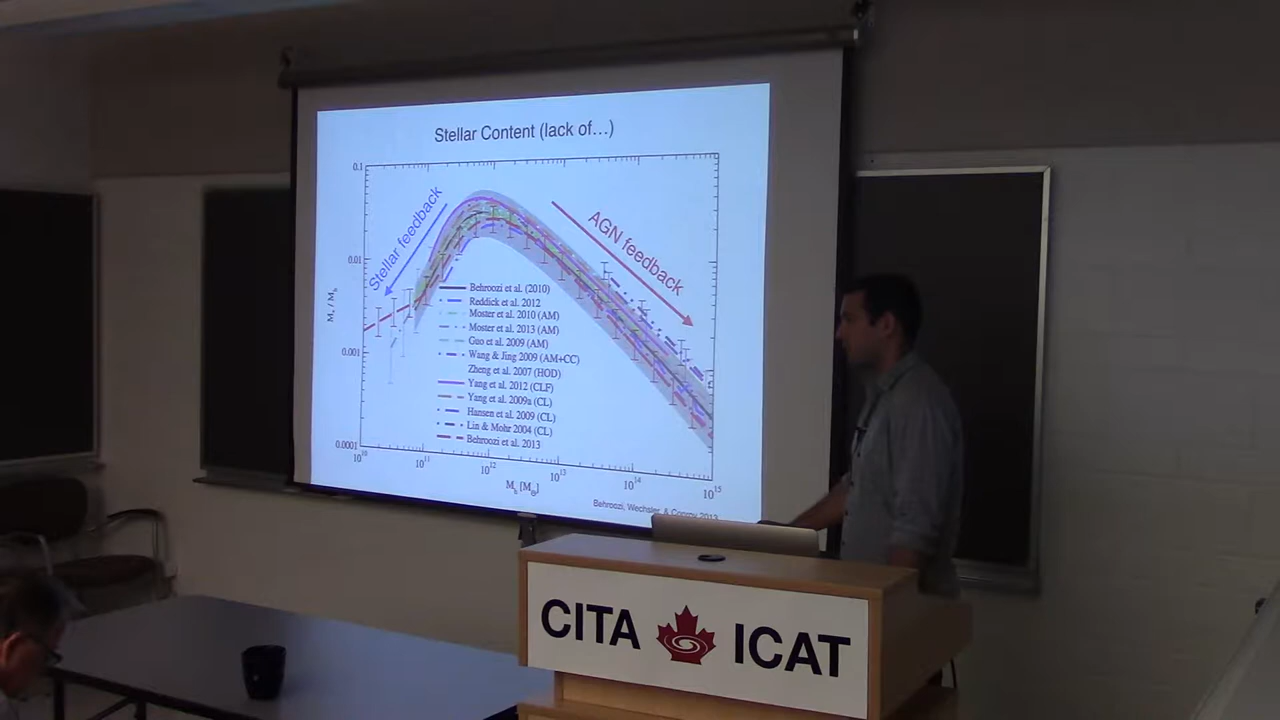 Stellar Content (lack of…)
0.1
0.01
0.001
0.0001
M* / Mh
Stellar feedback
AGN feedback
Behroozi et al. (2010)
Reddick et al. 2012
Moster et al. 2010 (AM)
Moster et al. 2013 (AM)
Guo et al. 2009 (AM)
Wang & Jing 2009 (AM+CC)
Zheng et al. 2007 (HOD)
Yang et al. 2012 (CLF)
Yang et al. 2009a (CL)
Hansen et al. 2009 (CL)
Lin & Mohr 2004 (CL)
Behroozi et al. 2013
10^10 10^11 10^12 10^13 10^14 10^15
Mh [M⊙]
Behroozi, Wechsler, & Conroy 2013
CITA ICAT